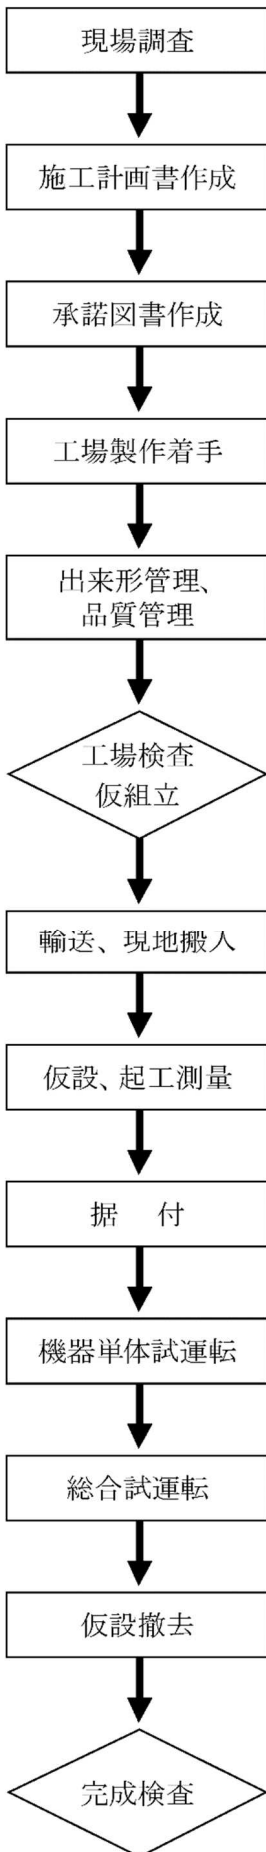 現場調査
施工計画書作成
承諾図書作成
工場製作着手
出来形管理、
品質管理
工場検査
仮組立
輸送、現地搬入
仮設、起工測量
据　付
機器単体試運転
総合試運転
仮設撤去
完成検査